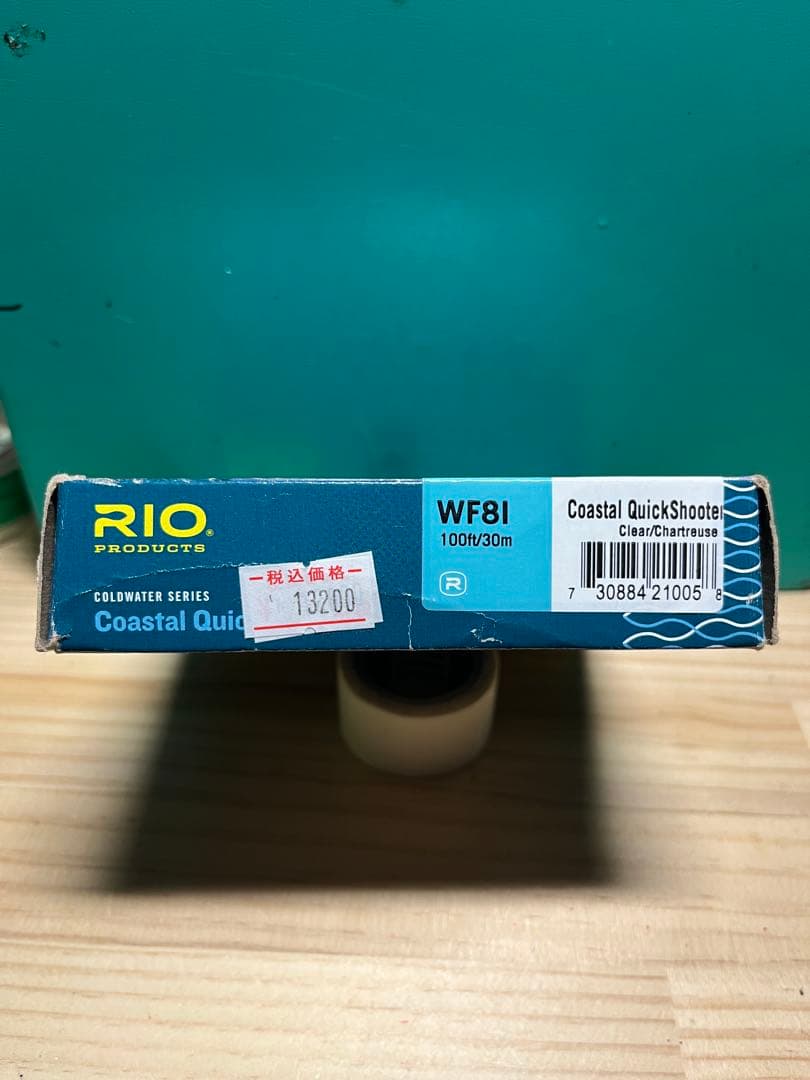 RIO
PRODUCTS
COLDWATER SERIES
Coastal Quic
税込価格
13200
WF8I
100ft/30m
R
Coastal QuickShooter
Clear/Chartreuse
7 30884 21005 8